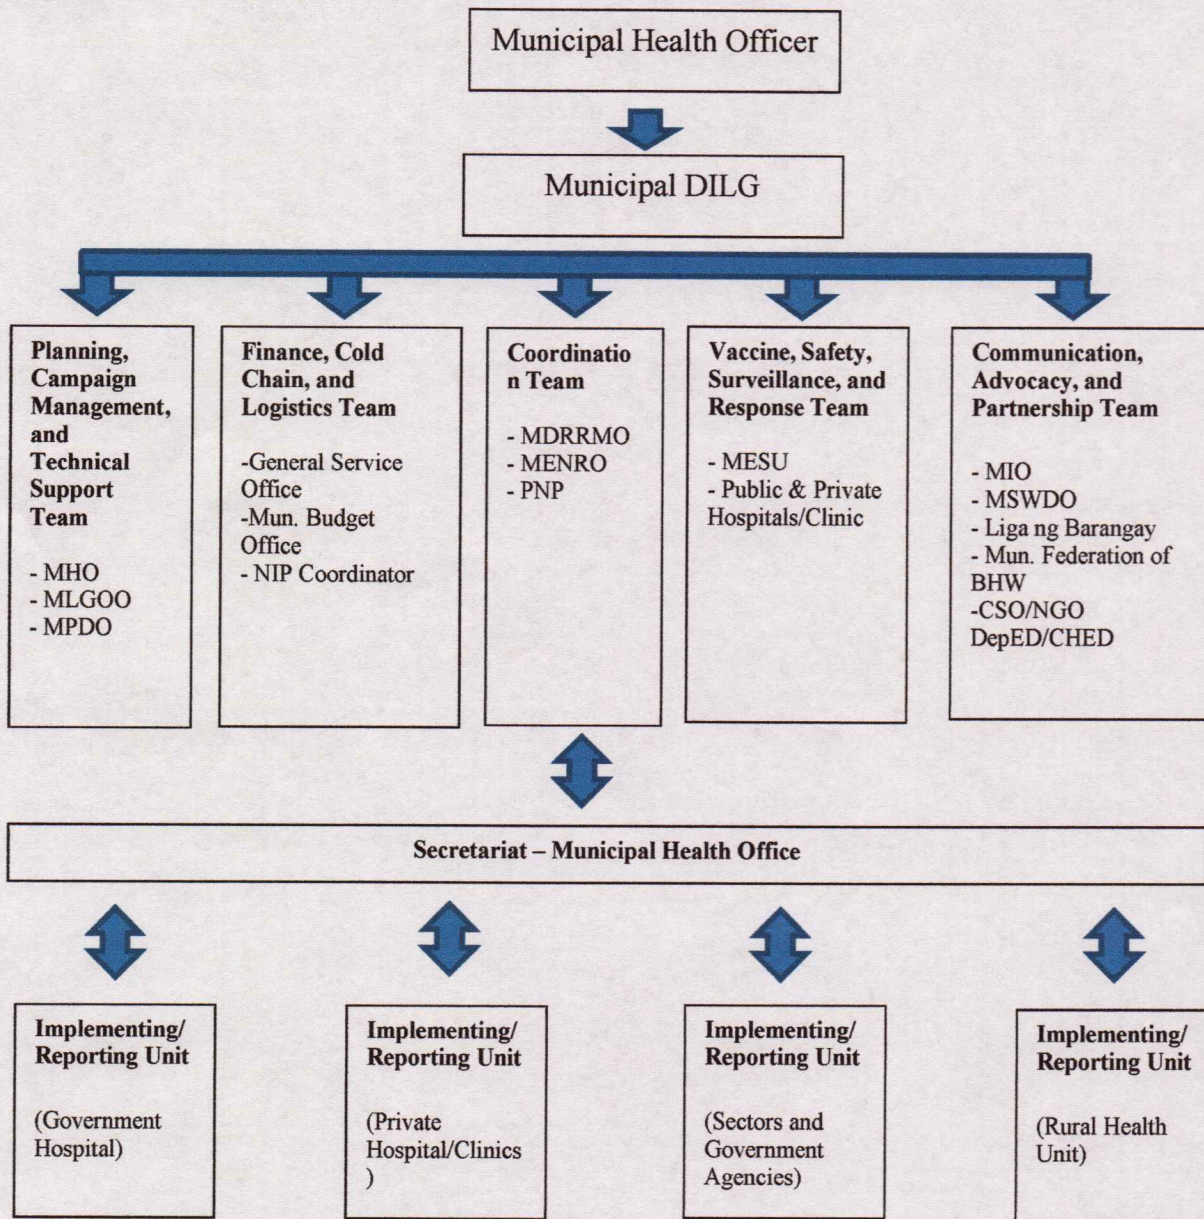 Municipal Health Officer
Municipal DILG
Planning,
Campaign
Management,
and
Technical
Support
Team
- MHO
- MLGOO
- MPDO
Finance, Cold
Chain, and
Logistics Team
-General Service
Office
-Mun. Budget
Office
- NIP Coordinator
Coordinatio
n Team
- MDRRMO
- MENRO
- PNP
Vaccine, Safety,
Surveillance, and
Response Team
- MESU
- Public & Private
Hospitals/Clinic
Communication,
Advocacy, and
Partnership Team
- MIO
- MSWDO
- Liga ng Barangay
- Mun. Federation of
BHW
-CSO/NGO
DepED/CHED
Secretariat – Municipal Health Office
Implementing/
Reporting Unit
(Government
Hospital)
Implementing/
Reporting Unit
(Private
Hospital/Clinics
)
Implementing/
Reporting Unit
(Sectors and
Government
Agencies)
Implementing/
Reporting Unit
(Rural Health
Unit)